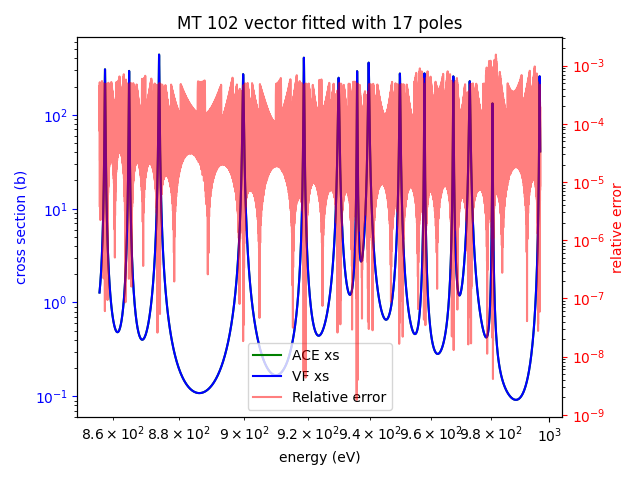 MT 102 vector fitted with 17 poles
cross section (b)
10²
10¹
10⁰
10⁻¹
10⁻³
10⁻⁴
10⁻⁵
10⁻⁶
10⁻⁷
10⁻⁸
10⁻⁹
relative error
ACE xs
VF xs
Relative error
8.6 × 10² 8.8 × 10² 9 × 10² 9.2 × 10² 9.4 × 10² 9.6 × 10² 9.8 × 10² 10³
energy (eV)